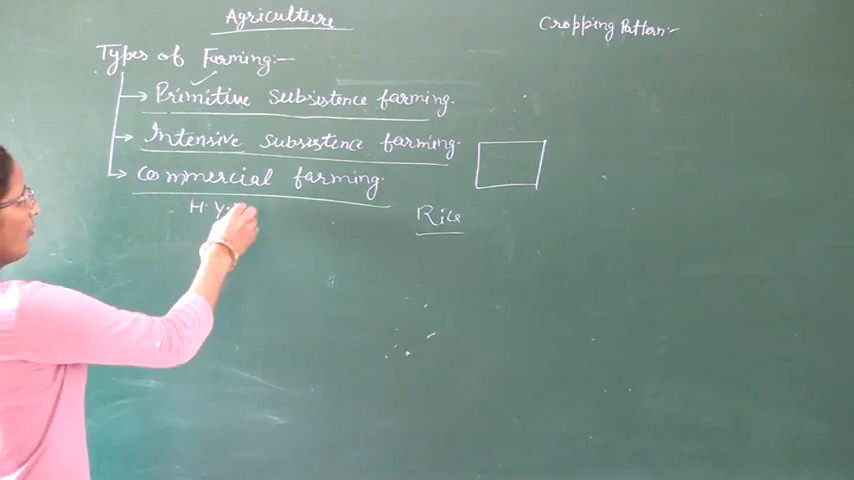 Agriculture
Cropping Pattern:-
Types of Farming:-
Primitive subsistence farming.
Intensive subsistence farming.
commercial farming.
H.Y.
Rice